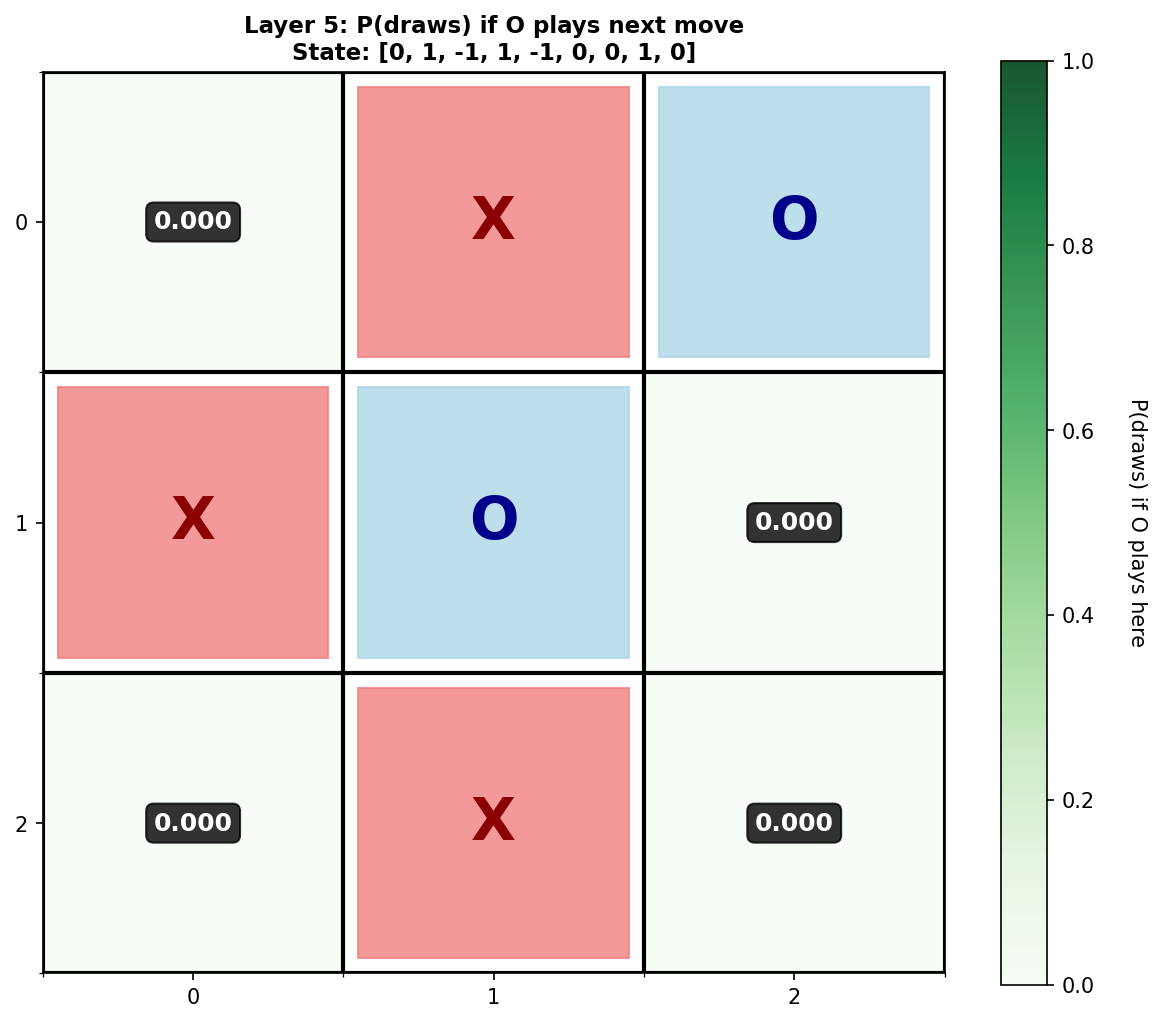 Layer 5: P(draws) if O plays next move
State: [0, 1, -1, 1, -1, 0, 0, 1, 0]
0 0.000 X O
1 X O 0.000
2 0.000 X 0.000
0 1 2
1.0
0.8
0.6
0.4
0.2
0.0
P(draws) if O plays here